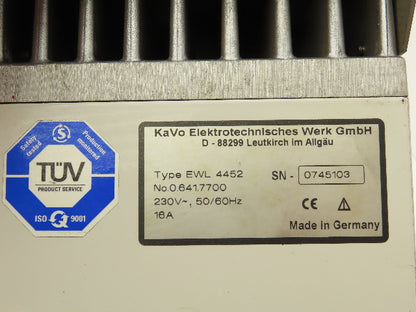 KaVo Elektrotechnisches Werk GmbH
D - 88299 Leutkirch im Allgäu
Type EWL 4452 SN - 0745103
No.0.641.7700
230V~, 50/60Hz
16A
CE
Made in Germany
Safety tested
Production monitored
S
TÜV
PRODUCT SERVICE
ISO 9001